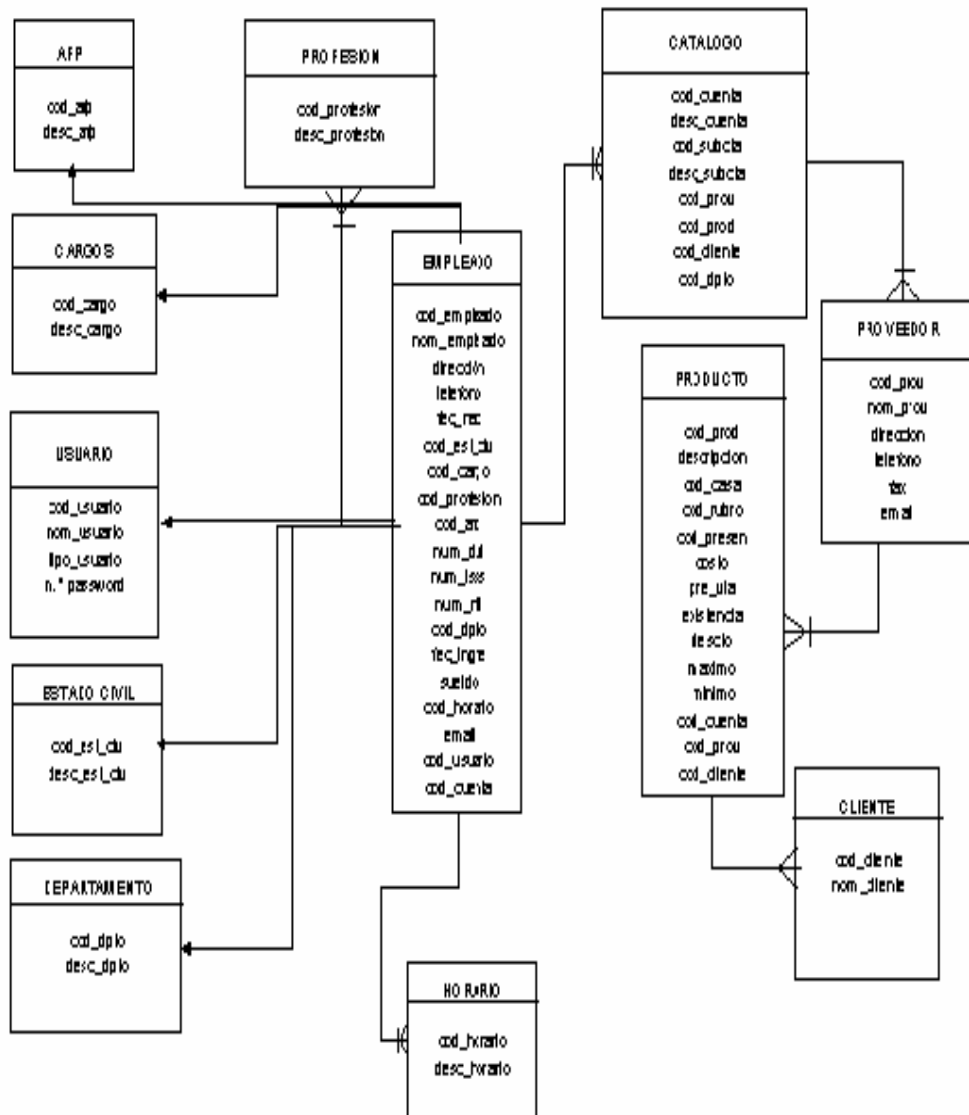 AFP
cod_afp
desc_afp
PROFESION
cod_profesion
desc_profesion
CATALOGO
cod_cuenta
desc_cuenta
cod_subcta
desc_subcta
cod_prov
cod_prod
cod_cliente
cod_dpto
CARGOS
cod_cargo
desc_cargo
EMPLEADO
cod_empleado
nom_empleado
dirección
telefono
fec_nac
cod_est_civ
cod_cargo
cod_profesion
num_dui
num_isss
num_nit
cod_dpto
fec_ingre
sueldo
cod_horario
email
cod_usuario
cod_cuenta
PROVEEDOR
cod_prov
nom_prov
direccion
telefono
fax
email
PRODUCTO
cod_prod
descripcion
cod_casa
cod_rubro
cod_presen
costo
pre_vta
existencia
descto
maximo
minimo
cod_cuenta
cod_prov
cod_cliente
USUARIO
cod_usuario
nom_usuario
tipo_usuario
password
ESTADO CIVIL
cod_est_civ
desc_est_civ
CLIENTE
cod_cliente
nom_cliente
DEPARTAMENTO
cod_dpto
desc_dpto
HORARIO
cod_horario
desc_horario